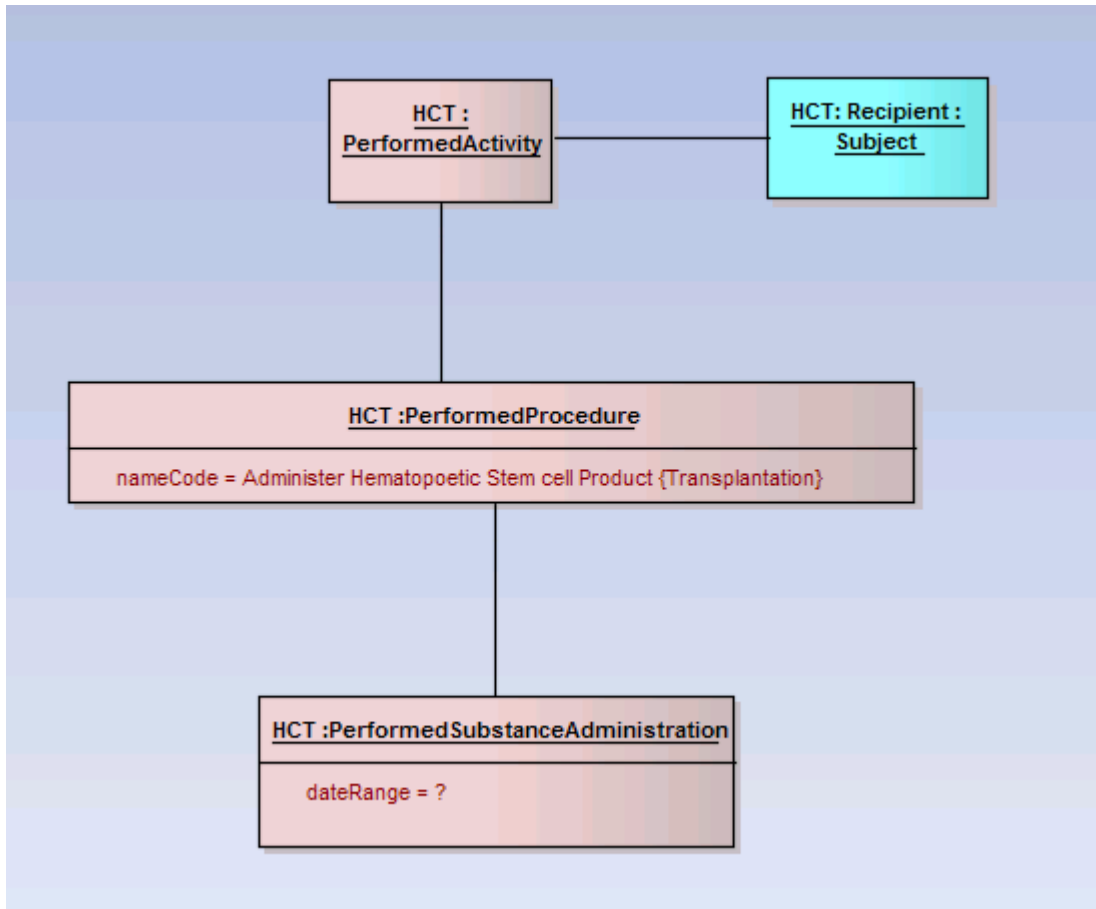 HCT :
PerformedActivity
HCT: Recipient :
Subject
HCT :PerformedProcedure
nameCode = Administer Hematopoetic Stem cell Product {Transplantation}
HCT :PerformedSubstanceAdministration
dateRange = ?